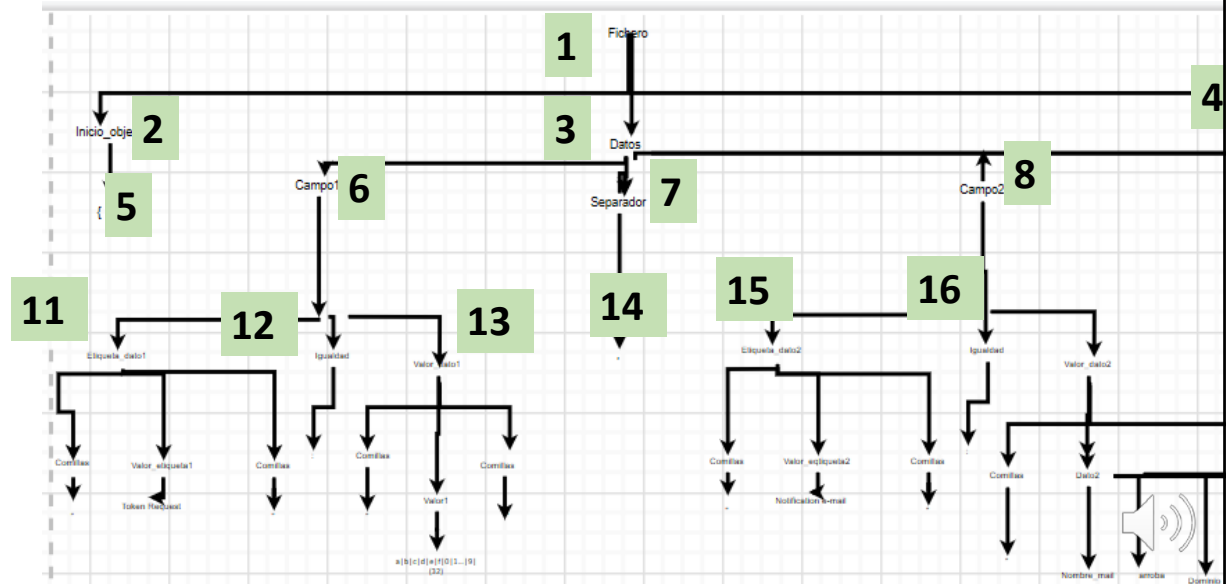 Fichero
1
4
Inicio_obje
2
3
Datos
Campo1
6
Separador
7
Campo2
8
{
5
11
12
13
14
15
16
Etiqueta_dato1
Igualdad
Valor_dato1
,
Etiqueta_dato2
Igualdad
Valor_dato2
:
:
Comillas
Valor_etiqueta1
Comillas
Comillas
Comillas
Comillas
Valor_eqtiqueta2
Comillas
Comillas
Dato2
"
Token Request
"
"
Valor1
"
Notification e-mail
"
"
a|b|c|d|e|f|0|1...|9|
(32)
Nombre_mail
arroba
Dominio